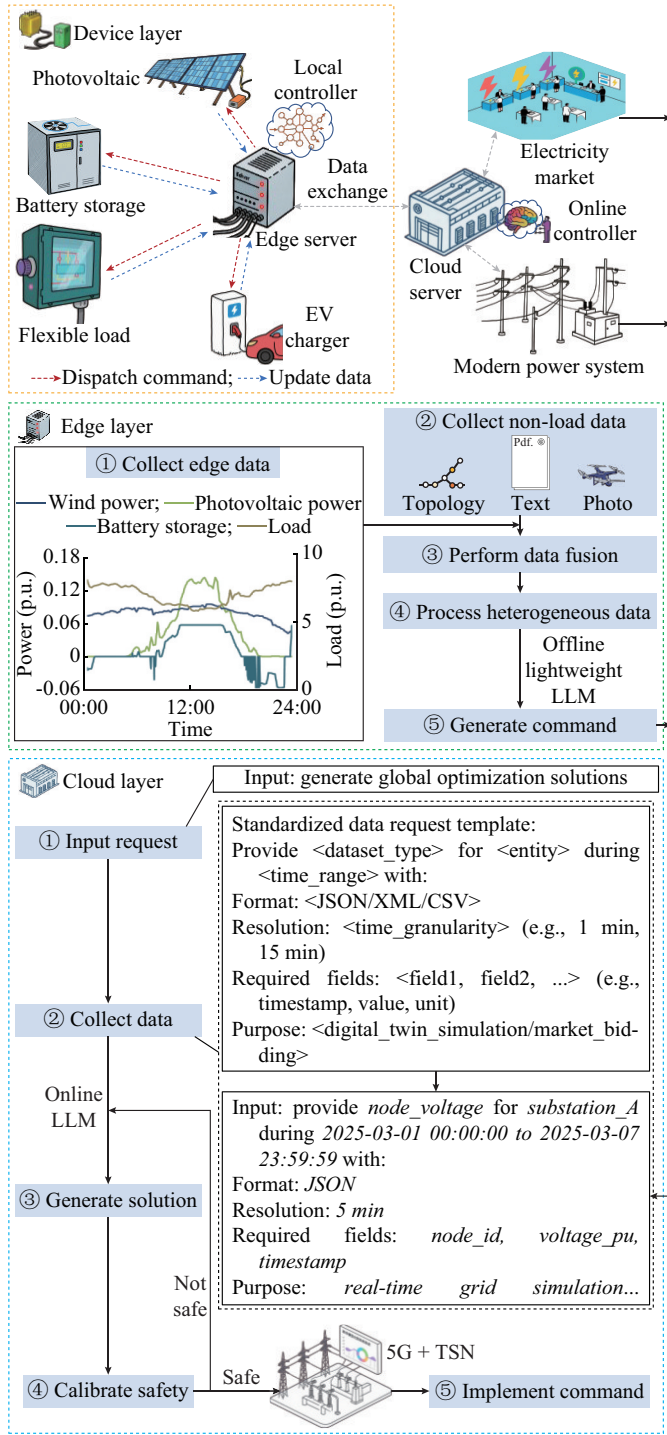 Device layer
Photovoltaic
Local
controller
Battery storage
Edge server
Data
exchange
Electricity
market
Online
controller
Cloud
server
Flexible load
EV
charger
Modern power system
Dispatch command; Update data
Edge layer
① Collect edge data
Wind power; Photovoltaic power
Battery storage; Load
Power (p.u.)
0.18
0.12
0.06
0
-0.06
10
5
0
Load (p.u.)
00:00 12:00 24:00
Time
② Collect non-load data
Pdf.
Topology Text Photo
③ Perform data fusion
④ Process heterogeneous data
Offline
lightweight
LLM
⑤ Generate command
Cloud layer
Input: generate global optimization solutions
① Input request
Standardized data request template:
Provide <dataset_type> for <entity> during
<time_range> with:
Format: <JSON/XML/CSV>
Resolution: <time_granularity> (e.g., 1 min,
15 min)
Required fields: <field1, field2, ...> (e.g.,
timestamp, value, unit)
Purpose: <digital_twin_simulation/market_bid-
ding>
② Collect data
Online
LLM
Input: provide node_voltage for substation_A
during 2025-03-01 00:00:00 to 2025-03-07
23:59:59 with:
Format: JSON
Resolution: 5 min
Required fields: node_id, voltage_pu,
timestamp
Purpose: real-time grid simulation...
③ Generate solution
Not
safe
④ Calibrate safety
Safe
5G + TSN
⑤ Implement command